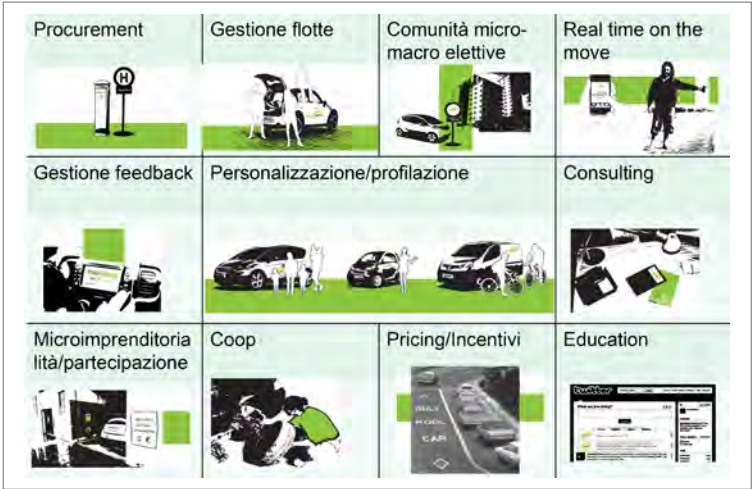 Procurement
Gestione flotte
Comunità micro-
macro elettive
Real time on the
move
H
Gestione feedback
Personalizzazione/profilazione
Consulting
Microimprenditoria
lità/partecipazione
Coop
Pricing/Incentivi
Education
POOL
CAR
twitter